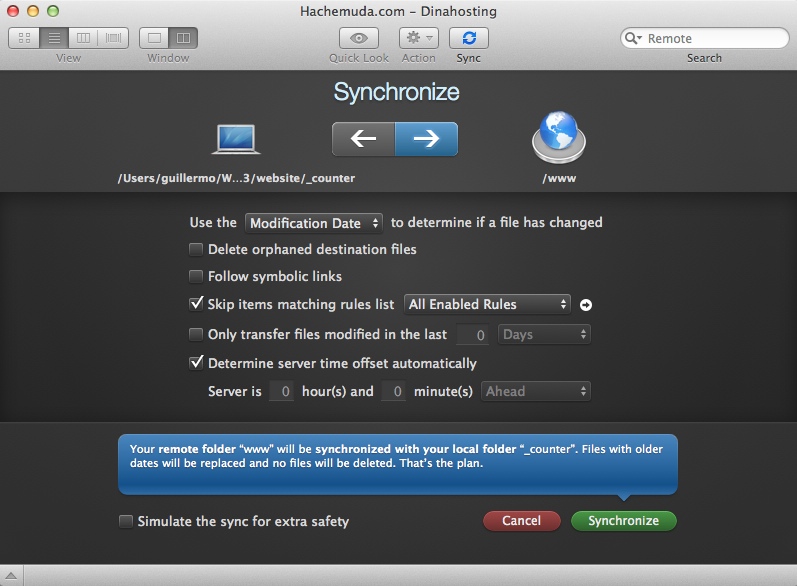 Hachemuda.com – Dinahosting
Remote
View Window Quick Look Action Sync Search
Synchronize
/Users/guillermo/W...3/website/_counter /www
Use the Modification Date to determine if a file has changed
Delete orphaned destination files
Follow symbolic links
Skip items matching rules list All Enabled Rules
Only transfer files modified in the last 0 Days
Determine server time offset automatically
Server is 0 hour(s) and 0 minute(s) Ahead
Your remote folder “www” will be synchronized with your local folder “_counter”. Files with older
dates will be replaced and no files will be deleted. That’s the plan.
Simulate the sync for extra safety Cancel Synchronize